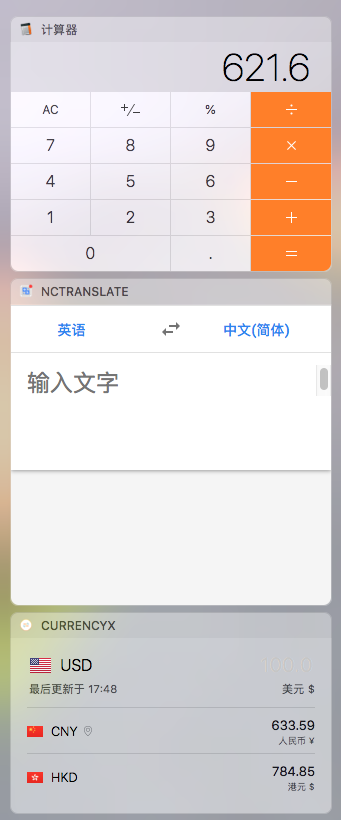 计算器
621.6
AC +/− % ÷
7 8 9 ×
4 5 6 −
1 2 3 +
0 . =
NCTRANSLATE
英语 中文(简体)
输入文字
CURRENCYX
USD
最后更新于 17:48 美元 $
CNY 633.59
人民币 ¥
HKD 784.85
港元 $